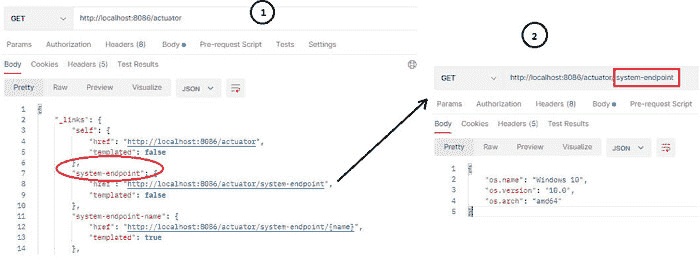 1
GET http://localhost:8086/actuator
Params Authorization Headers (8) Body Pre-request Script Tests Settings
Body Cookies Headers (5) Test Results
Pretty Raw Preview Visualize JSON
1 {
2 "_links": {
3 "self": {
4 "href": "http://localhost:8086/actuator",
5 "templated": false
6 },
7 "system-endpoint": {
8 "href": "http://localhost:8086/actuator/system-endpoint",
9 "templated": false
10 },
11 "system-endpoint-name": {
12 "href": "http://localhost:8086/actuator/system-endpoint/{name}",
13 "templated": true
14 },
2
GET http://localhost:8086/actuator/system-endpoint
Params Authorization Headers (8) Body Pre-request Script
Body Cookies Headers (5) Test Results
Pretty Raw Preview Visualize JSON
1 {
2 "os.name": "Windows 10",
3 "os.version": "10.0",
4 "os.arch": "amd64"
5 }